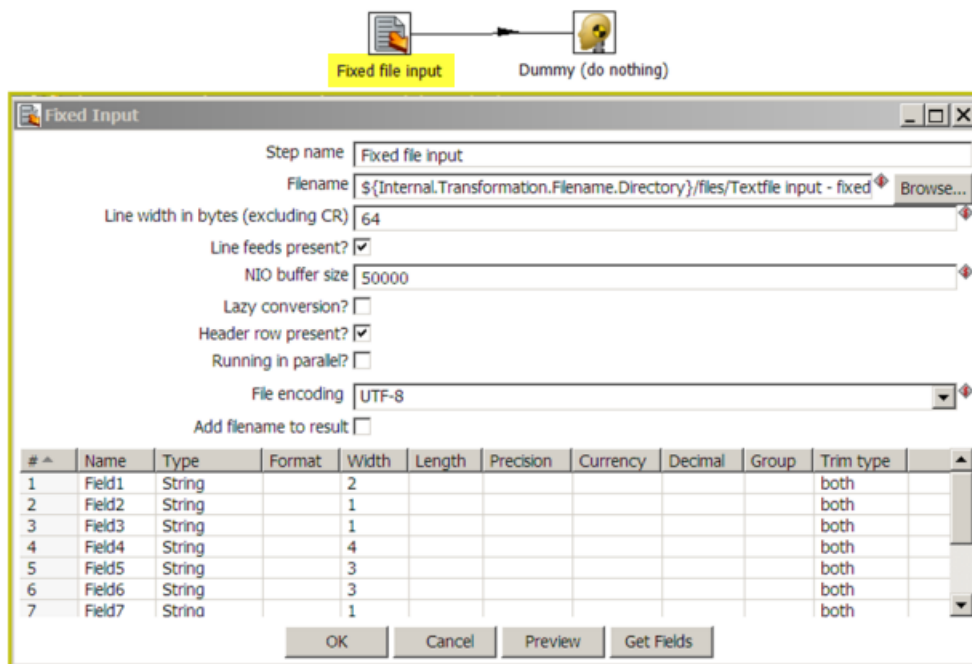 Fixed file input
Dummy (do nothing)
Fixed Input
Step name Fixed file input
Filename ${Internal.Transformation.Filename.Directory}/files/Textfile input - fixed Browse...
Line width in bytes (excluding CR) 64
Line feeds present?
NIO buffer size 50000
Lazy conversion?
Header row present?
Running in parallel?
File encoding UTF-8
Add filename to result
# Name Type Format Width Length Precision Currency Decimal Group Trim type
1 Field1 String 2 both
2 Field2 String 1 both
3 Field3 String 1 both
4 Field4 String 4 both
5 Field5 String 3 both
6 Field6 String 3 both
7 Field7 String 1 both
OK Cancel Preview Get Fields